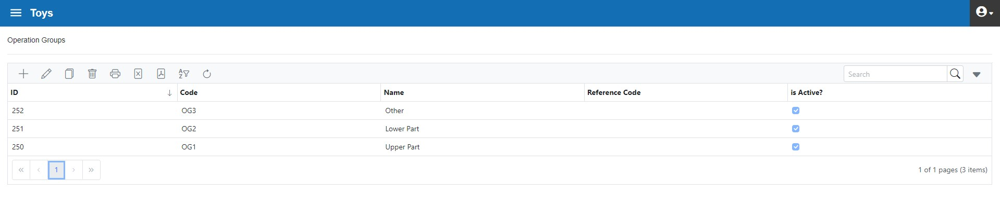 Toys
Operation Groups
Search
ID Code Name Reference Code is Active?
252 OG3 Other
251 OG2 Lower Part
250 OG1 Upper Part
« ‹ 1 › » 1 of 1 pages (3 items)